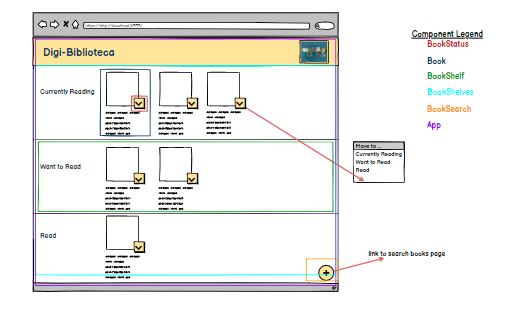 http://localhost:3000/
Digi-Biblioteca
Currently Reading
Want to Read
Read
Move to ...
Currently Reading
Want to Read
Read
link to search books page
Component Legend
BookStatus
Book
BookShelf
BookShelves
BookSearch
App